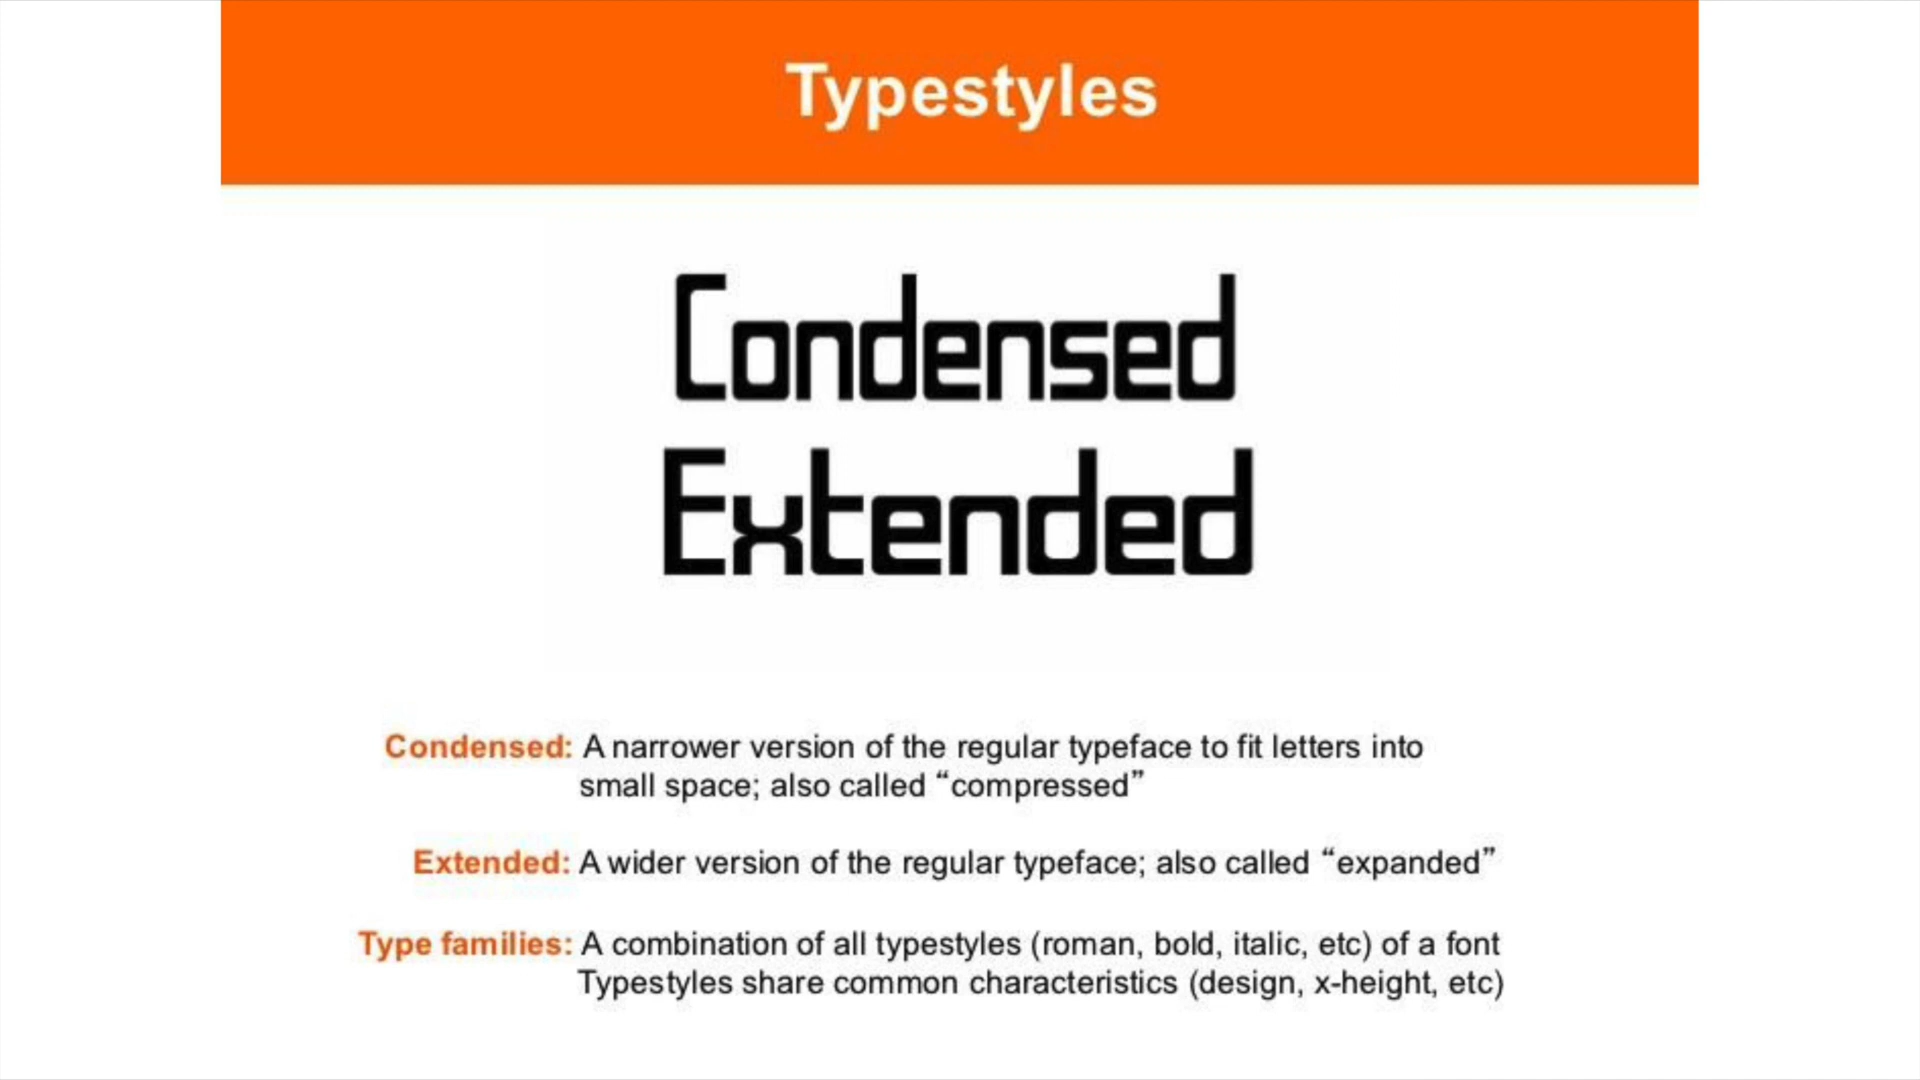 Typestyles
Condensed
Extended
Condensed: A narrower version of the regular typeface to fit letters into
small space; also called “compressed”
Extended: A wider version of the regular typeface; also called “expanded”
Type families: A combination of all typestyles (roman, bold, italic, etc) of a font
Typestyles share common characteristics (design, x-height, etc)